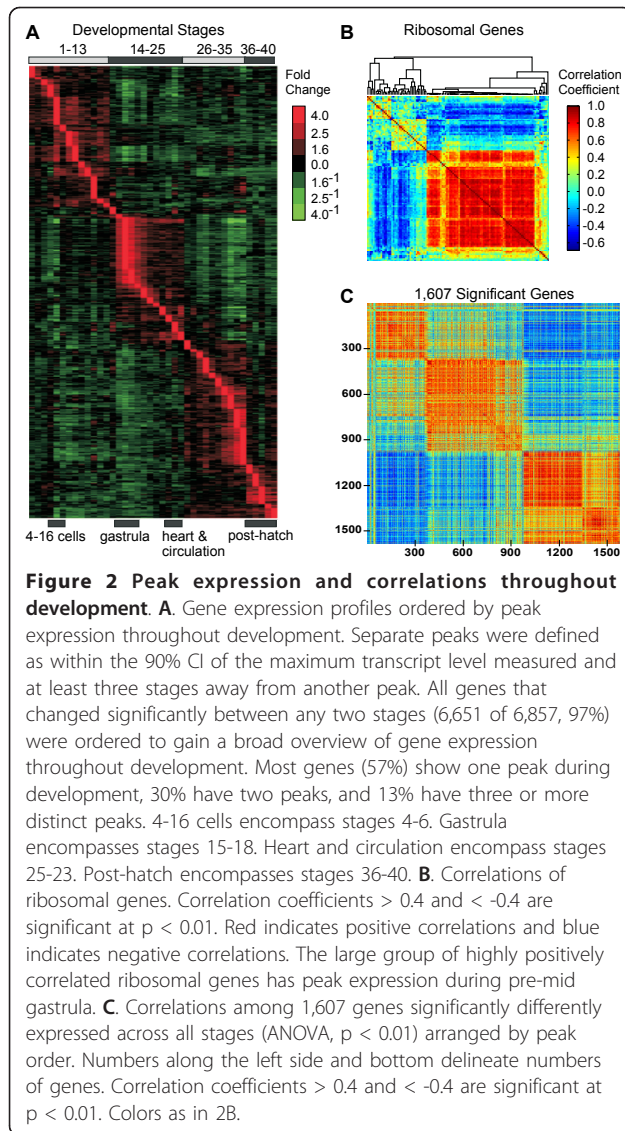 A
Developmental Stages
1-13 14-25 26-35 36-40
Fold
Change
4.0
2.5
1.6
0.0
1.6-1
2.5-1
4.0-1
4-16 cells gastrula heart & post-hatch
circulation
B
Ribosomal Genes
Correlation
Coefficient
1.0
0.8
0.6
0.4
0.2
0.0
-0.2
-0.4
-0.6
C
1,607 Significant Genes
300
600
900
1200
1500
300 600 900 1200 1500
Figure 2 Peak expression and correlations throughout
development. A. Gene expression profiles ordered by peak
expression throughout development. Separate peaks were defined
as within the 90% CI of the maximum transcript level measured and
at least three stages away from another peak. All genes that
changed significantly between any two stages (6,651 of 6,857, 97%)
were ordered to gain a broad overview of gene expression
throughout development. Most genes (57%) show one peak during
development, 30% have two peaks, and 13% have three or more
distinct peaks. 4-16 cells encompass stages 4-6. Gastrula
encompasses stages 15-18. Heart and circulation encompass stages
25-23. Post-hatch encompasses stages 36-40. B. Correlations of
ribosomal genes. Correlation coefficients > 0.4 and < -0.4 are
significant at p < 0.01. Red indicates positive correlations and blue
indicates negative correlations. The large group of highly positively
correlated ribosomal genes has peak expression during pre-mid
gastrula. C. Correlations among 1,607 genes significantly differently
expressed across all stages (ANOVA, p < 0.01) arranged by peak
order. Numbers along the left side and bottom delineate numbers
of genes. Correlation coefficients > 0.4 and < -0.4 are significant at
p < 0.01. Colors as in 2B.